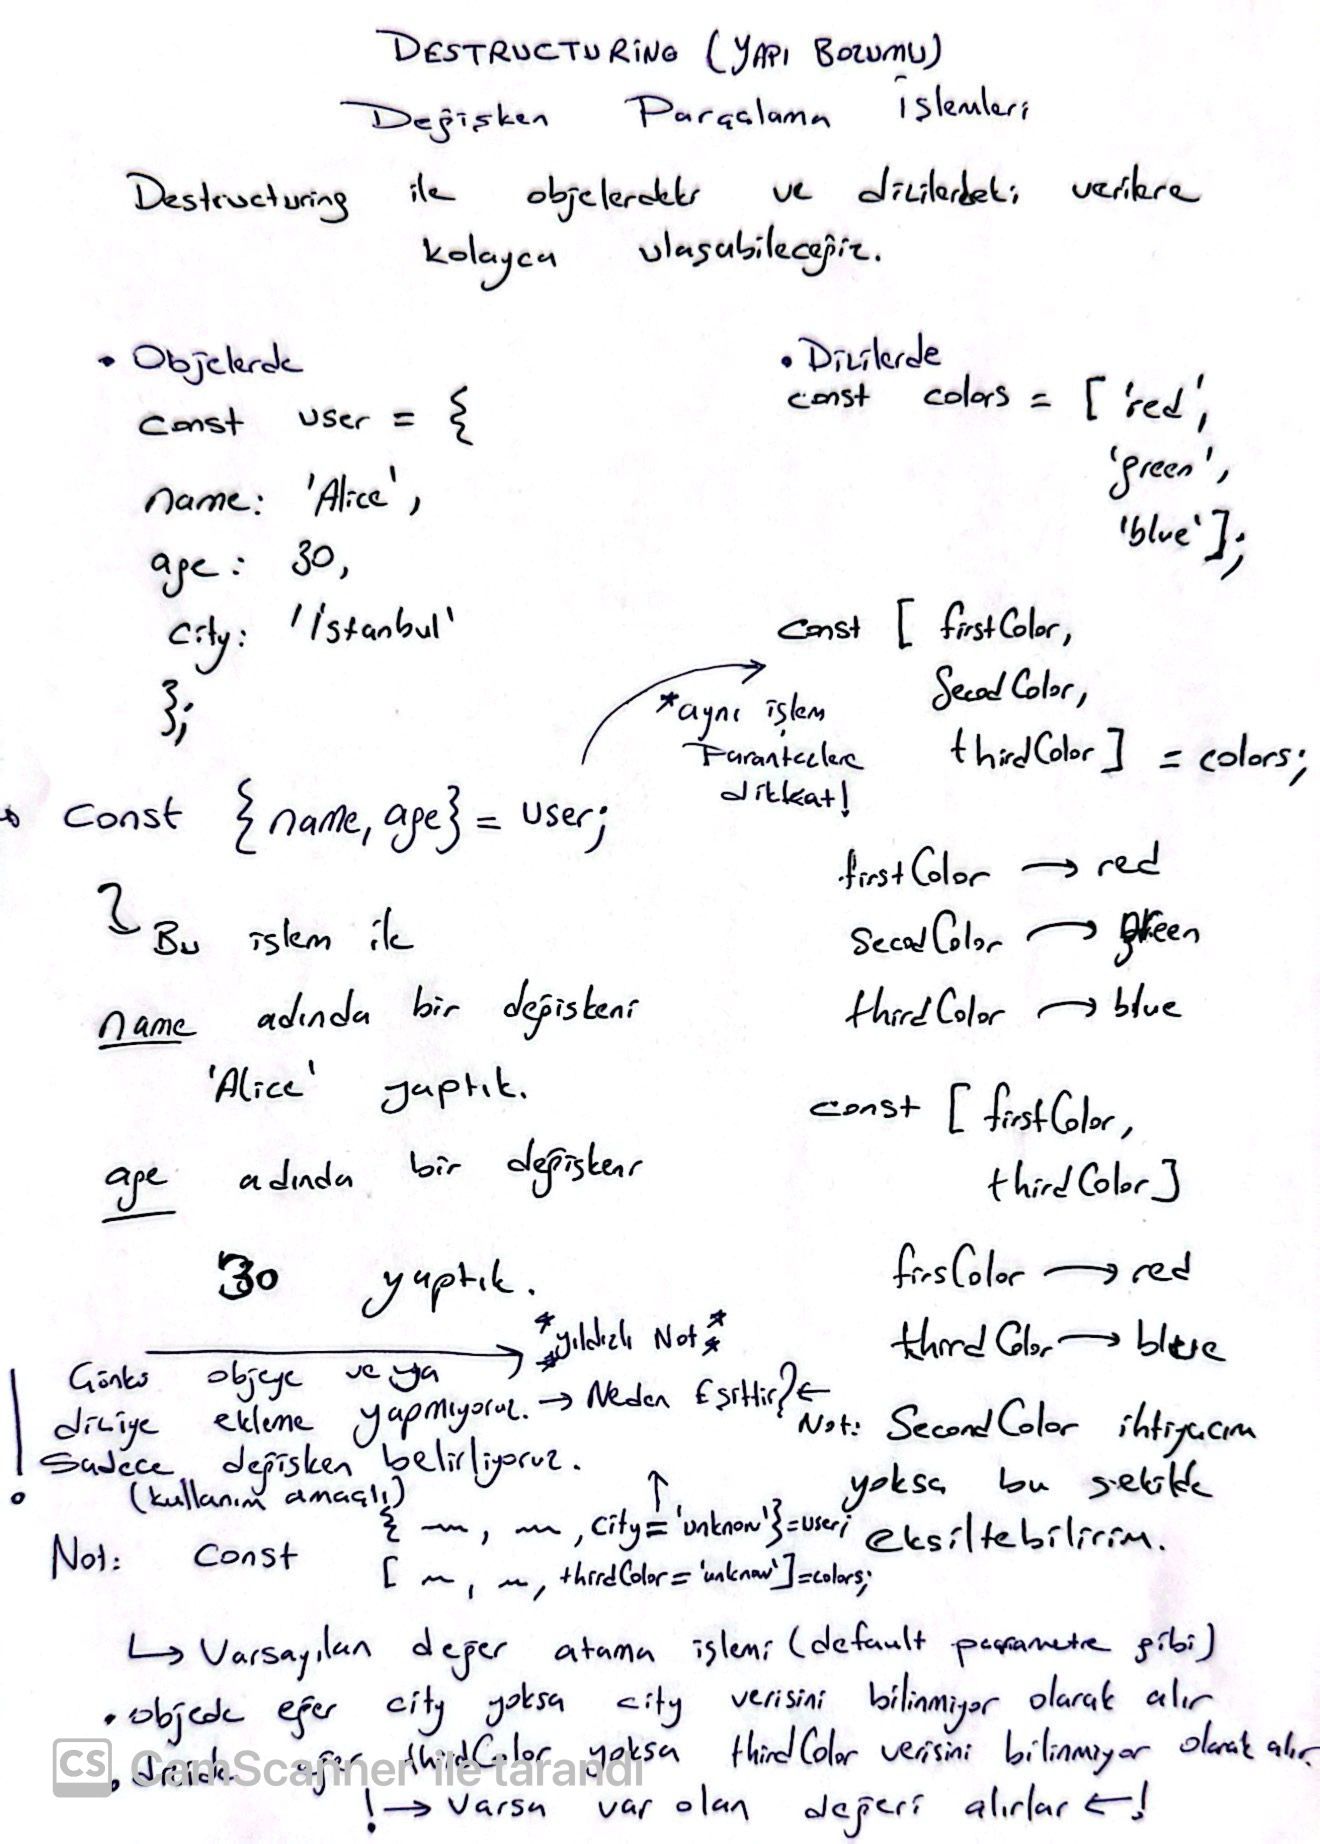 DESTRUCTURING (YAPI BOZUMU)
Değişken Parçalama İşlemleri
Destructuring ile objelerdeki ve dizilerdeki verilere
kolayca ulaşabileceğiz.
• Objelerde
const user = {
name: 'Alice',
age: 30,
city: 'İstanbul'
};
const {name, age} = user;
Bu işlem ile
name adında bir değişkeni
'Alice' yaptık.
age adında bir değişkeni
30 yaptık.
• Dizilerde
const colors = ['red',
'green',
'blue'];
const [firstColor,
SecodColor,
thirdColor] = colors;
*aynı işlem
Parantezlere
dikkat!
firstColor → red
SecodColor → green
thirdColor → blue
const [firstColor,
thirdColor]
firsColor → red
thirdColor → blue
Not: SecondColor ihtiyacım
yoksa bu şekilde
eksiltebilirim.
**yıldızlı Not**
! Çünkü objeye veya
diziye ekleme yapmıyoruz. → Neden Eşittir? ←
Sadece değişken belirliyoruz.
(kullanım amaçlı)
Not: const { ~, ~, city = 'unknow'}=user;
[ ~, ~, thirdColor = 'unknow']=colors;
↳ Varsayılan değer atama işlemi (default parametre gibi)
• objede eğer city yoksa city verisini bilinmiyor olarak alır
• dizide eğer thirdColor yoksa thirdColor verisini bilinmiyor olarak alır.
! → varsa var olan değeri alırlar ← !
CS CamScanner ile tarandı